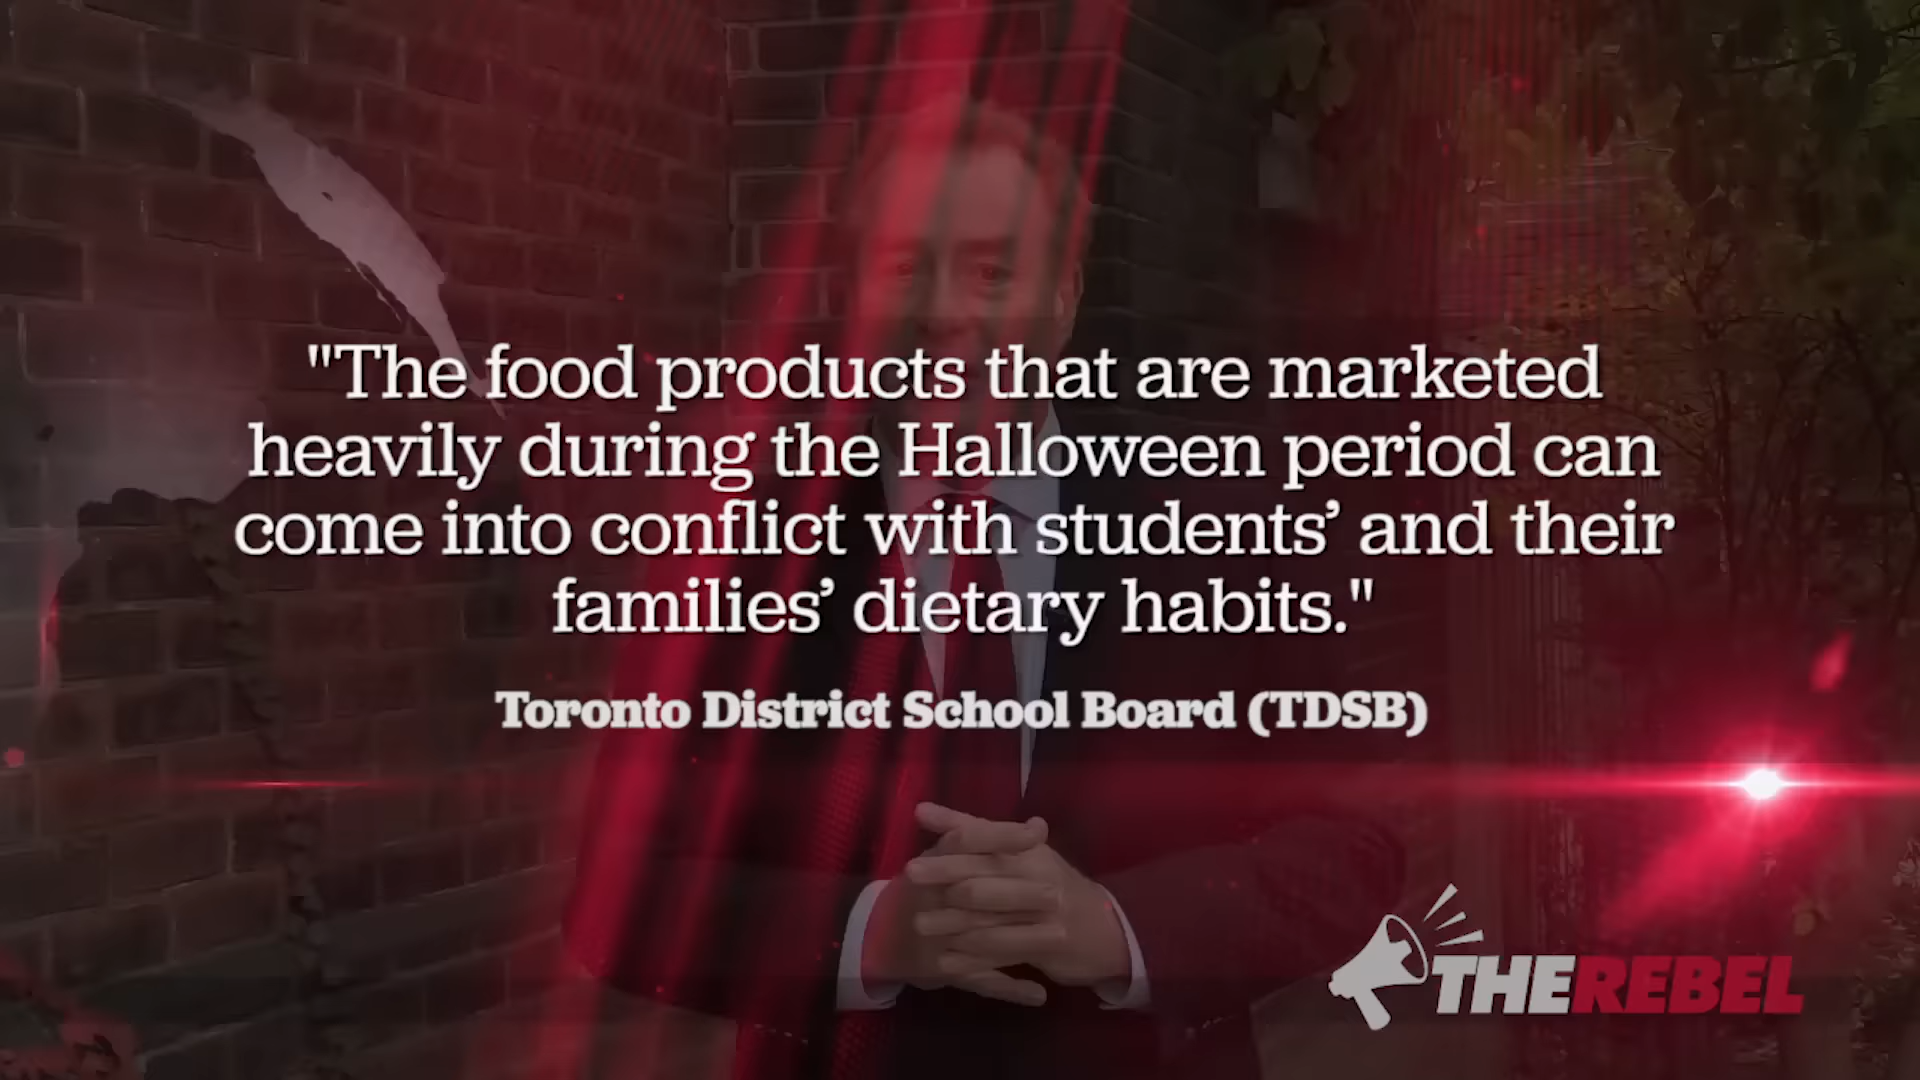 "The food products that are marketed
heavily during the Halloween period can
come into conflict with students’ and their
families’ dietary habits."
Toronto District School Board (TDSB)
THEREBEL